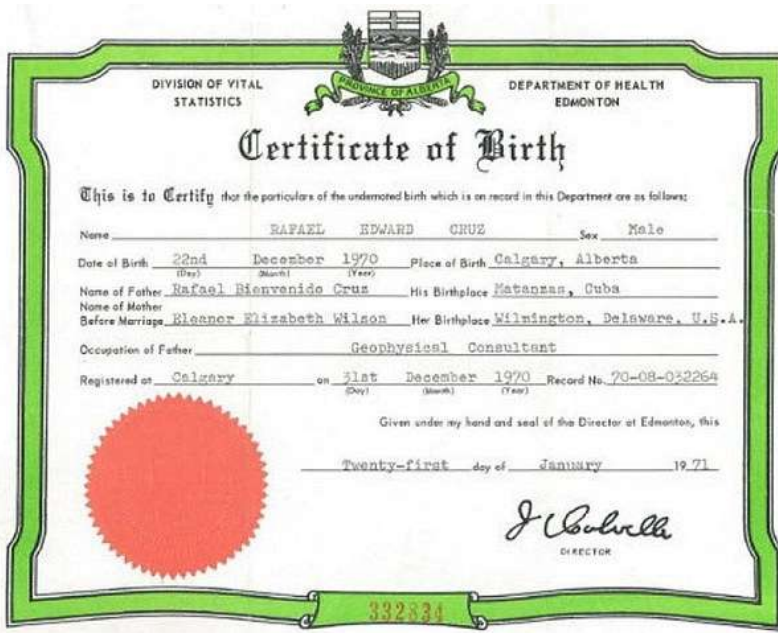 PROVINCE OF ALBERTA
DIVISION OF VITAL STATISTICS
DEPARTMENT OF HEALTH EDMONTON
Certificate of Birth
This is to Certify that the particulars of the undernoted birth which is on record in this Department are as follows:
Name RAFAEL EDWARD CRUZ Sex Male
Date of Birth 22nd December 1970 Place of Birth Calgary, Alberta
(Day) (Month) (Year)
Name of Father Rafael Bienvenido Cruz His Birthplace Matanzas, Cuba
Name of Mother
Before Marriage Eleanor Elizabeth Wilson Her Birthplace Wilmington, Delaware, U.S.A.
Occupation of Father Geophysical Consultant
Registered at Calgary on 31st December 1970 Record No. 70-08-032264
(Day) (Month) (Year)
Given under my hand and seal of the Director at Edmonton, this
Twenty-first day of January 19 71
DIRECTOR
332834